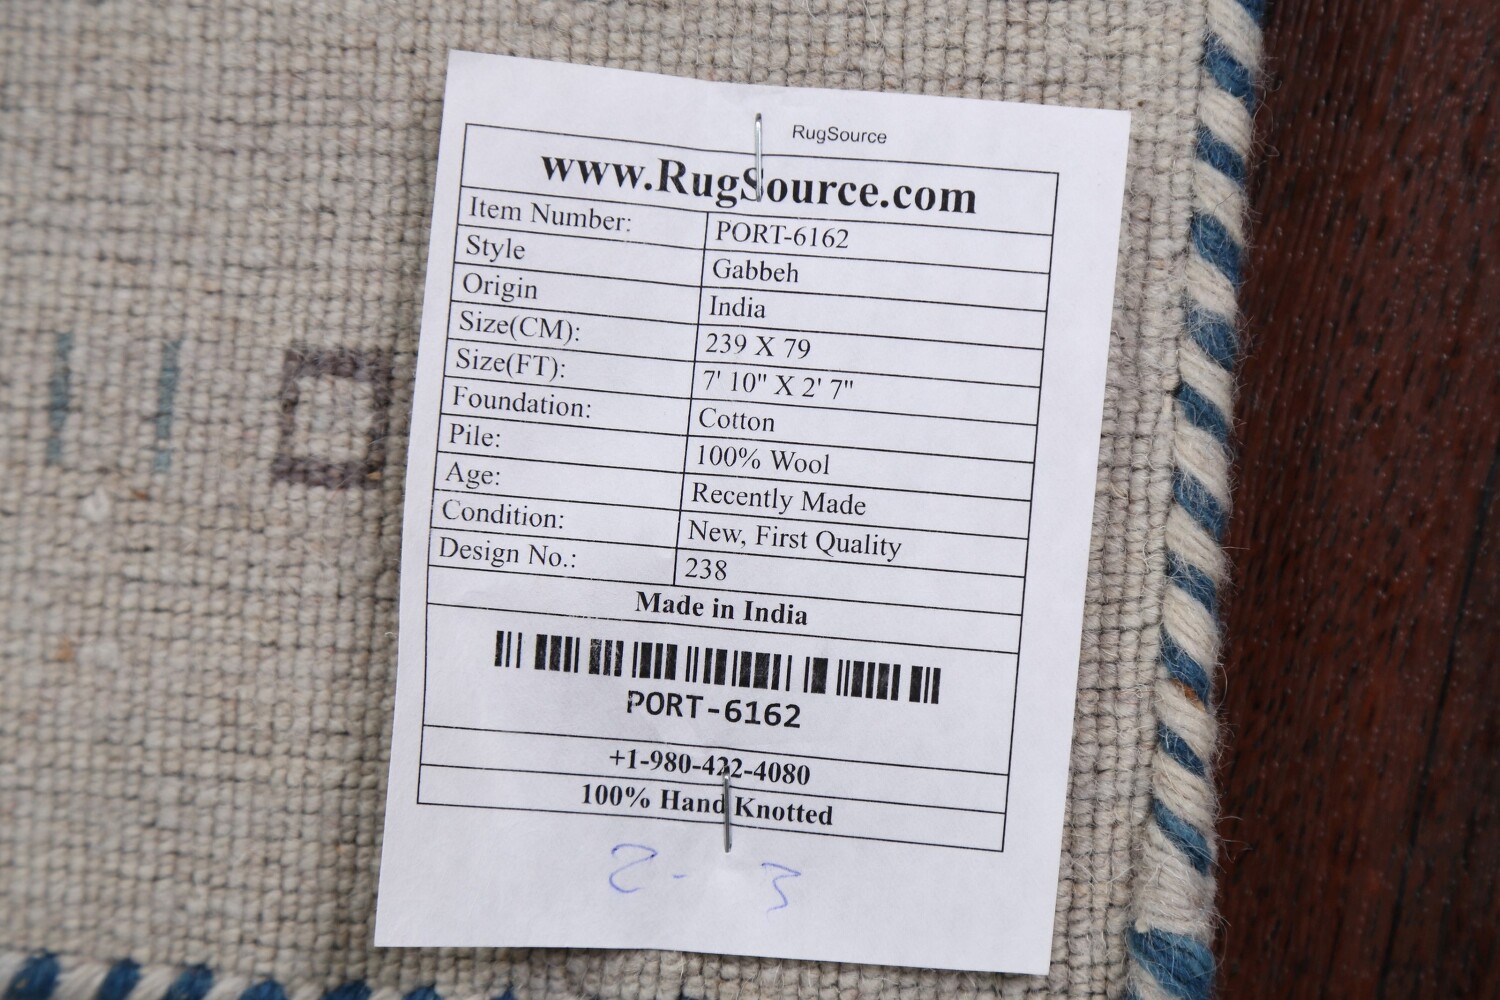 RugSource
www.RugSource.com
Item Number: PORT-6162
Style Gabbeh
Origin India
Size(CM): 239 X 79
Size(FT): 7' 10" X 2' 7"
Foundation: Cotton
Pile: 100% Wool
Age: Recently Made
Condition: New, First Quality
Design No.: 238
Made in India
PORT-6162
+1-980-422-4080
100% Hand Knotted
2 - 3